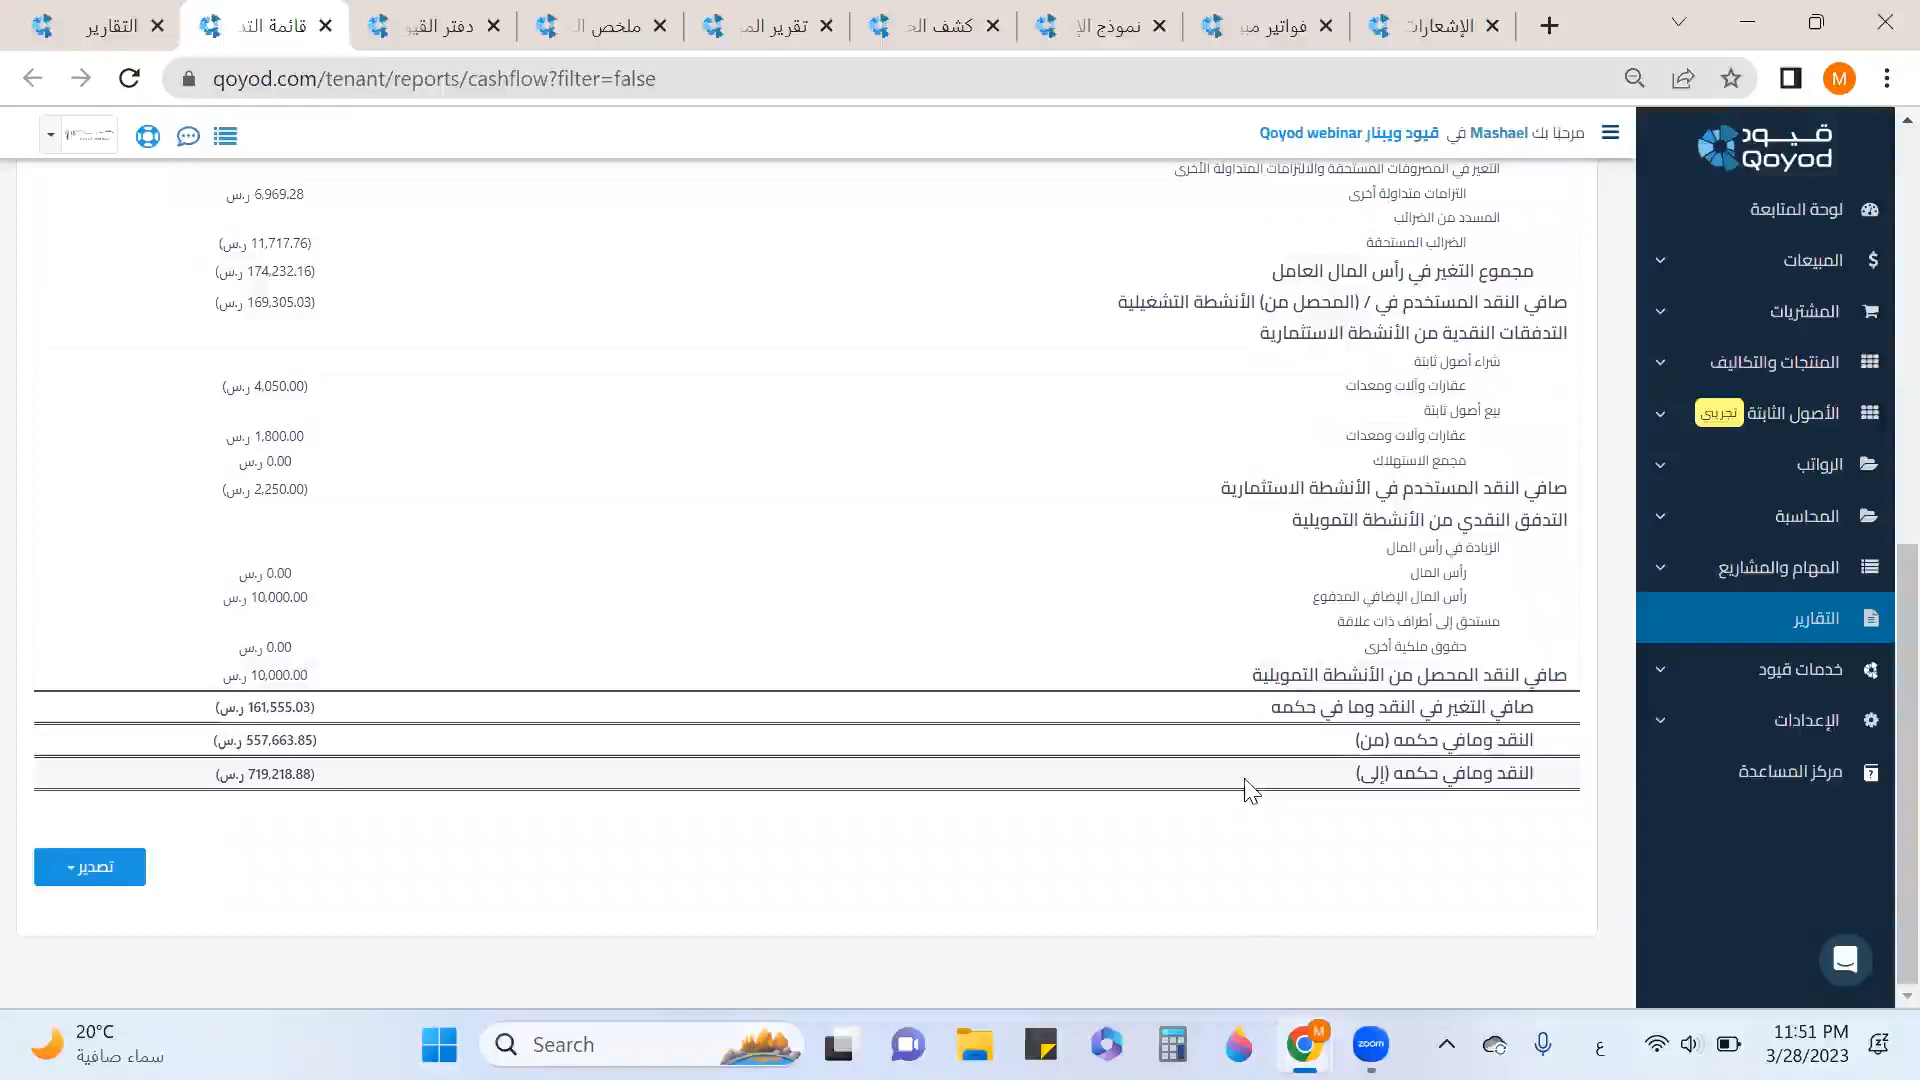 التقارير
قائمة التد
دفتر القيو
ملخص ال
تقرير الم
كشف الح
نموذج الإ
فواتير مب
الإشعارات
qoyod.com/tenant/reports/cashflow?filter=false
M
مرحبًا بك Mashael في قيود ويبنار Qoyod webinar
قيود
Qoyod
لوحة المتابعة
المبيعات
المشتريات
المنتجات والتكاليف
الأصول الثابتة تجريبي
الرواتب
المحاسبة
المهام والمشاريع
التقارير
خدمات قيود
الإعدادات
مركز المساعدة
التغير في المصروفات المستحقة والالتزامات المتداولة الأخرى
التزامات متداولة أخرى 6,969.28 ر.س
المسدد من الضرائب
الضرائب المستحقة (11,717.76 ر.س)
مجموع التغير في رأس المال العامل (174,232.16 ر.س)
صافي النقد المستخدم في / (المحصل من) الأنشطة التشغيلية (169,305.03 ر.س)
التدفقات النقدية من الأنشطة الاستثمارية
شراء أصول ثابتة
عقارات وآلات ومعدات (4,050.00 ر.س)
بيع أصول ثابتة
عقارات وآلات ومعدات 1,800.00 ر.س
مجمع الاستهلاك 0.00 ر.س
صافي النقد المستخدم في الأنشطة الاستثمارية (2,250.00 ر.س)
التدفق النقدي من الأنشطة التمويلية
الزيادة في رأس المال
رأس المال 0.00 ر.س
رأس المال الإضافي المدفوع 10,000.00 ر.س
مستحق إلى أطراف ذات علاقة
حقوق ملكية أخرى 0.00 ر.س
صافي النقد المحصل من الأنشطة التمويلية 10,000.00 ر.س
صافي التغير في النقد وما في حكمه (161,555.03 ر.س)
النقد ومافي حكمه (من) (557,663.85 ر.س)
النقد ومافي حكمه (إلى) (719,218.88 ر.س)
تصدير
20°C
سماء صافية
Search
M
zoom
ع
11:51 PM
3/28/2023